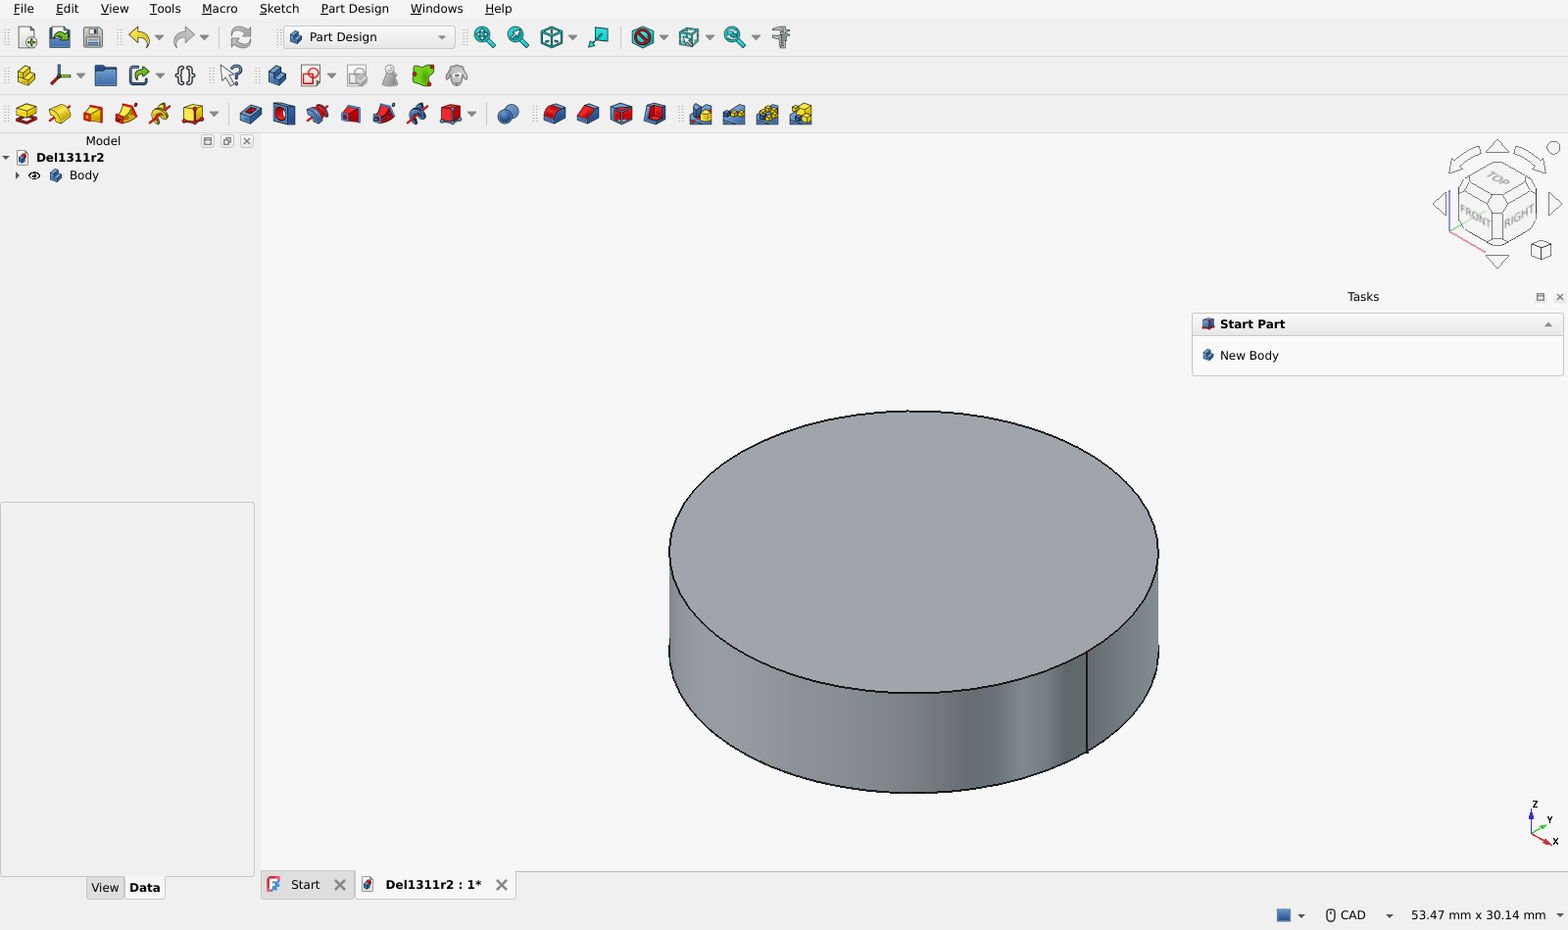 File Edit View Tools Macro Sketch Part Design Windows Help
Part Design
Model
Del1311r2
Body
TOP
FRONT
RIGHT
Tasks
Start Part
New Body
Z
Y
X
View Data
Start
Del1311r2 : 1*
CAD
53.47 mm x 30.14 mm